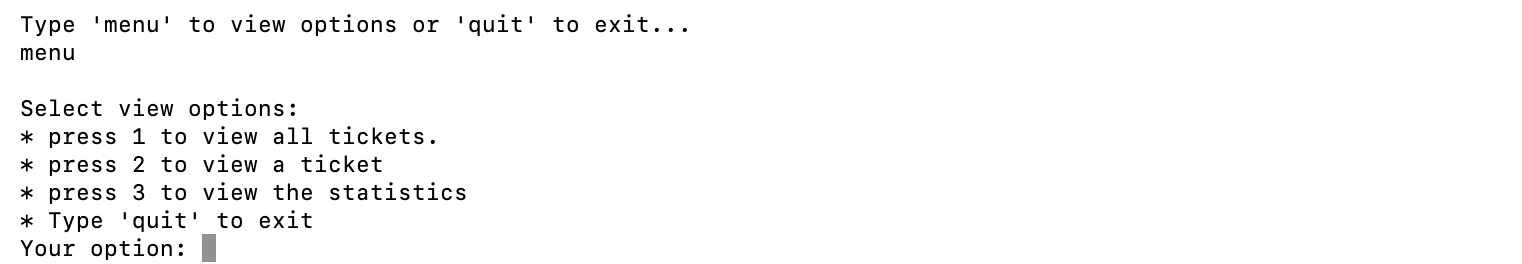 Type 'menu' to view options or 'quit' to exit...
menu
Select view options:
* press 1 to view all tickets.
* press 2 to view a ticket
* press 3 to view the statistics
* Type 'quit' to exit
Your option: